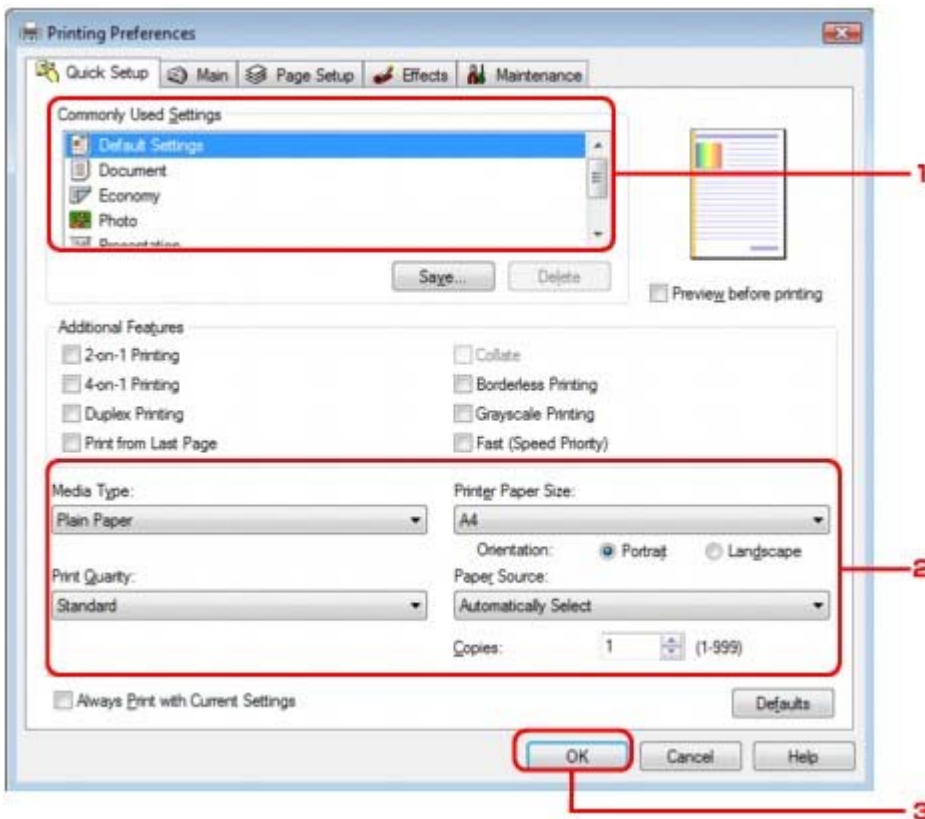 Printing Preferences
Quick Setup Main Page Setup Effects Maintenance
Commonly Used Settings
Default Settings
Document
Economy
Photo
Presentation
1
Save... Delete
Preview before printing
Additional Features
2-on-1 Printing Collate
4-on-1 Printing Borderless Printing
Duplex Printing Grayscale Printing
Print from Last Page Fast (Speed Priority)
Media Type: Printer Paper Size:
Plain Paper A4
Orientation: Portrait Landscape
2
Print Quarty: Paper Source:
Standard Automatically Select
Copies: 1 (1-999)
Always Print with Current Settings Defaults
OK Cancel Help
3